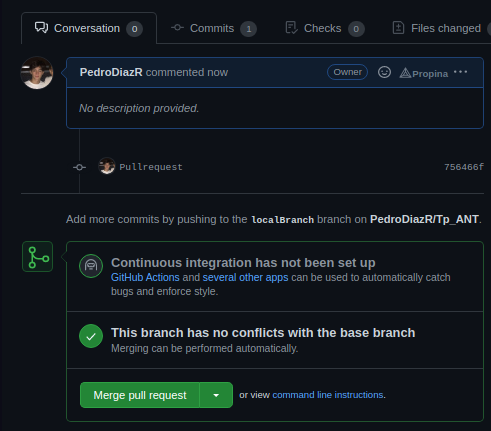 Conversation 0 Commits 1 Checks 0 Files changed
PedroDiazR commented now Owner Propina
No description provided.
Pullrequest 756466f
Add more commits by pushing to the localBranch branch on PedroDiazR/Tp_ANT.
Continuous integration has not been set up
GitHub Actions and several other apps can be used to automatically catch
bugs and enforce style.
This branch has no conflicts with the base branch
Merging can be performed automatically.
Merge pull request or view command line instructions.